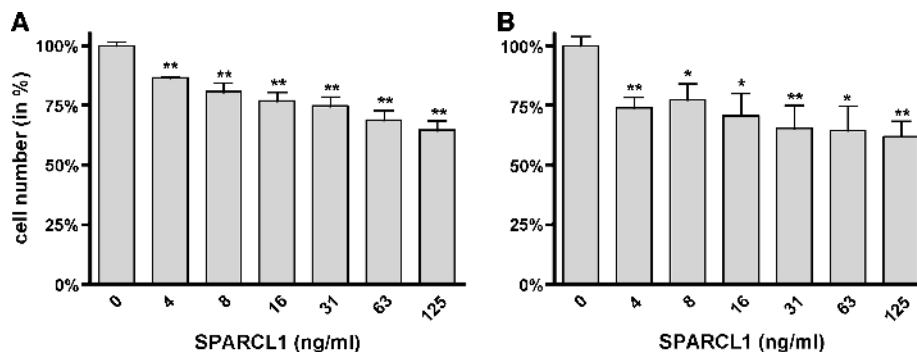 A
cell number (in %)
100%
75%
50%
25%
0%
** ** ** ** ** **
0 4 8 16 31 63 125
SPARCL1 (ng/ml)
B
100%
75%
50%
25%
0%
** * * ** * **
0 4 8 16 31 63 125
SPARCL1 (ng/ml)